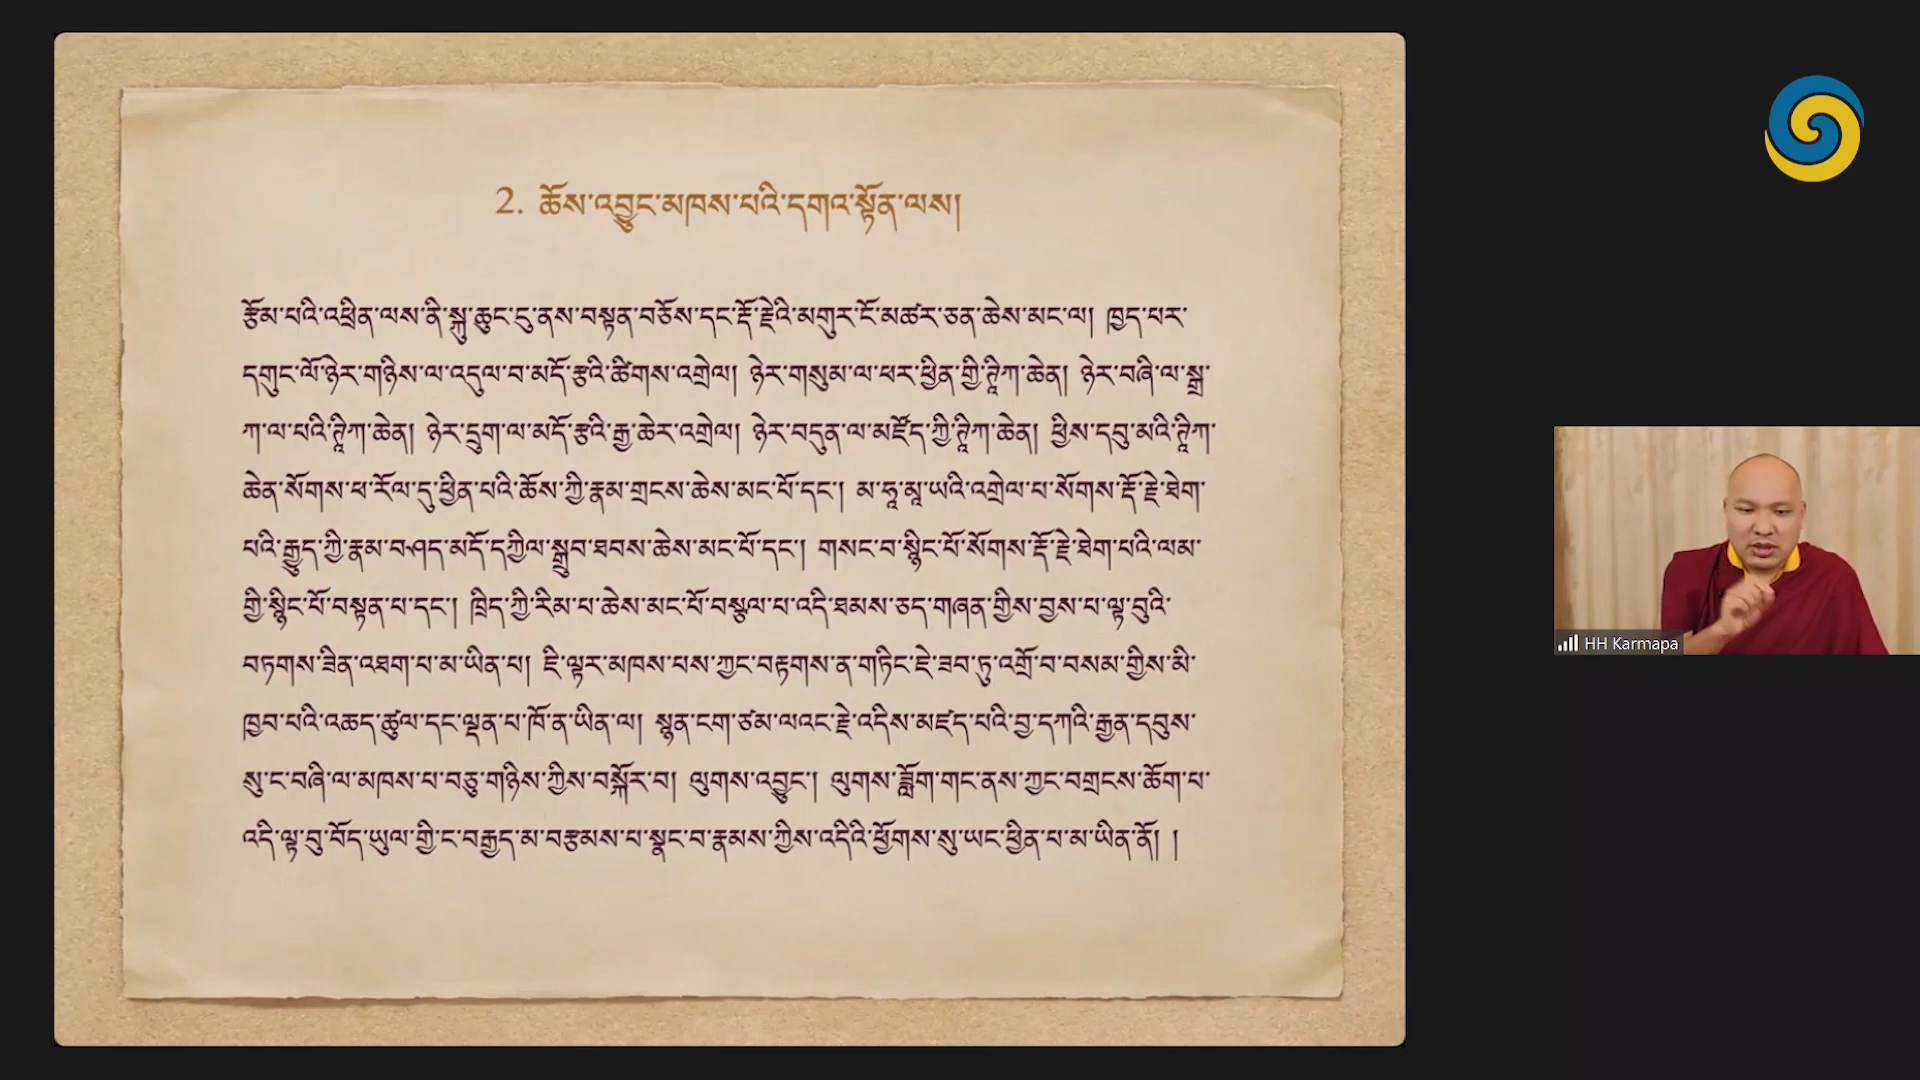 2. ཆོས་འབྱུང་མཁས་པའི་དགའ་སྟོན་ལས།
རྩོམ་པའི་འཕྲིན་ལས་ནི་སྐུ་ཆུང་ངུ་ནས་བསྟན་བཅོས་དང་རྡོ་རྗེའི་མགུར་ངོ་མཚར་ཅན་ཆེས་མང་ལ། ཁྱད་པར་
དགུང་ལོ་ཉེར་གཉིས་ལ་འདུལ་བ་མདོ་རྩའི་ཚིགས་འགྲེལ། ཉེར་གསུམ་ལ་ཕར་ཕྱིན་གྱི་ཊཱིཀ་ཆེན། ཉེར་བཞི་ལ་སྒྲ་
ཀ་ལ་པའི་ཊཱིཀ་ཆེན། ཉེར་དྲུག་ལ་མདོ་རྩའི་རྒྱ་ཆེར་འགྲེལ། ཉེར་བདུན་ལ་མཛོད་ཀྱི་ཊཱིཀ་ཆེན། ཕྱིས་དབུ་མའི་ཊཱིཀ་
ཆེན་སོགས་ཕ་རོལ་དུ་ཕྱིན་པའི་ཆོས་ཀྱི་རྣམ་གྲངས་ཆེས་མང་པོ་དང་། མ་ཧཱ་མཱ་ཡའི་འགྲེལ་པ་སོགས་རྡོ་རྗེ་ཐེག་
པའི་རྒྱུད་ཀྱི་རྣམ་བཤད་མདོ་དཀྱིལ་སྒྲུབ་ཐབས་ཆེས་མང་པོ་དང་། གསང་བ་སྙིང་པོ་སོགས་རྡོ་རྗེ་ཐེག་པའི་ལམ་
གྱི་སྙིང་པོ་བསྟན་པ་དང་། ཁྲིད་ཀྱི་རིམ་པ་ཆེས་མང་པོ་བསྩལ་པ་འདི་ཐམས་ཅད་གཞན་གྱིས་བྱས་པ་ལྟ་བུའི་
བཏགས་ཟིན་འཐག་པ་མ་ཡིན་པ། ཇི་ལྟར་མཁས་པས་ཀྱང་བརྟགས་ན་གཏིང་ཇེ་ཟབ་ཏུ་འགྲོ་བ་བསམ་གྱིས་མི་
ཁྱབ་པའི་འཆད་ཚུལ་དང་ལྡན་པ་ཁོ་ན་ཡིན་ལ། སྙན་ངག་ཙམ་ལའང་རྗེ་འདིས་མཛད་པའི་བྱ་དཀའི་རྒྱན་དབུས་
སུ་ང་བཞི་ལ་མཁས་པ་བཅུ་གཉིས་ཀྱིས་བསྐོར་བ། ལུགས་འབྱུང་། ལུགས་ཟློག་གང་ནས་ཀྱང་བགྲངས་ཆོག་པ་
འདི་ལྟ་བུ་བོད་ཡུལ་གྱི་ང་བརྒྱད་མ་བརྩམས་པ་སྣང་བ་རྣམས་ཀྱིས་འདིའི་ཕྱོགས་སུ་ཡང་ཕྱིན་པ་མ་ཡིན་ནོ། །
HH Karmapa